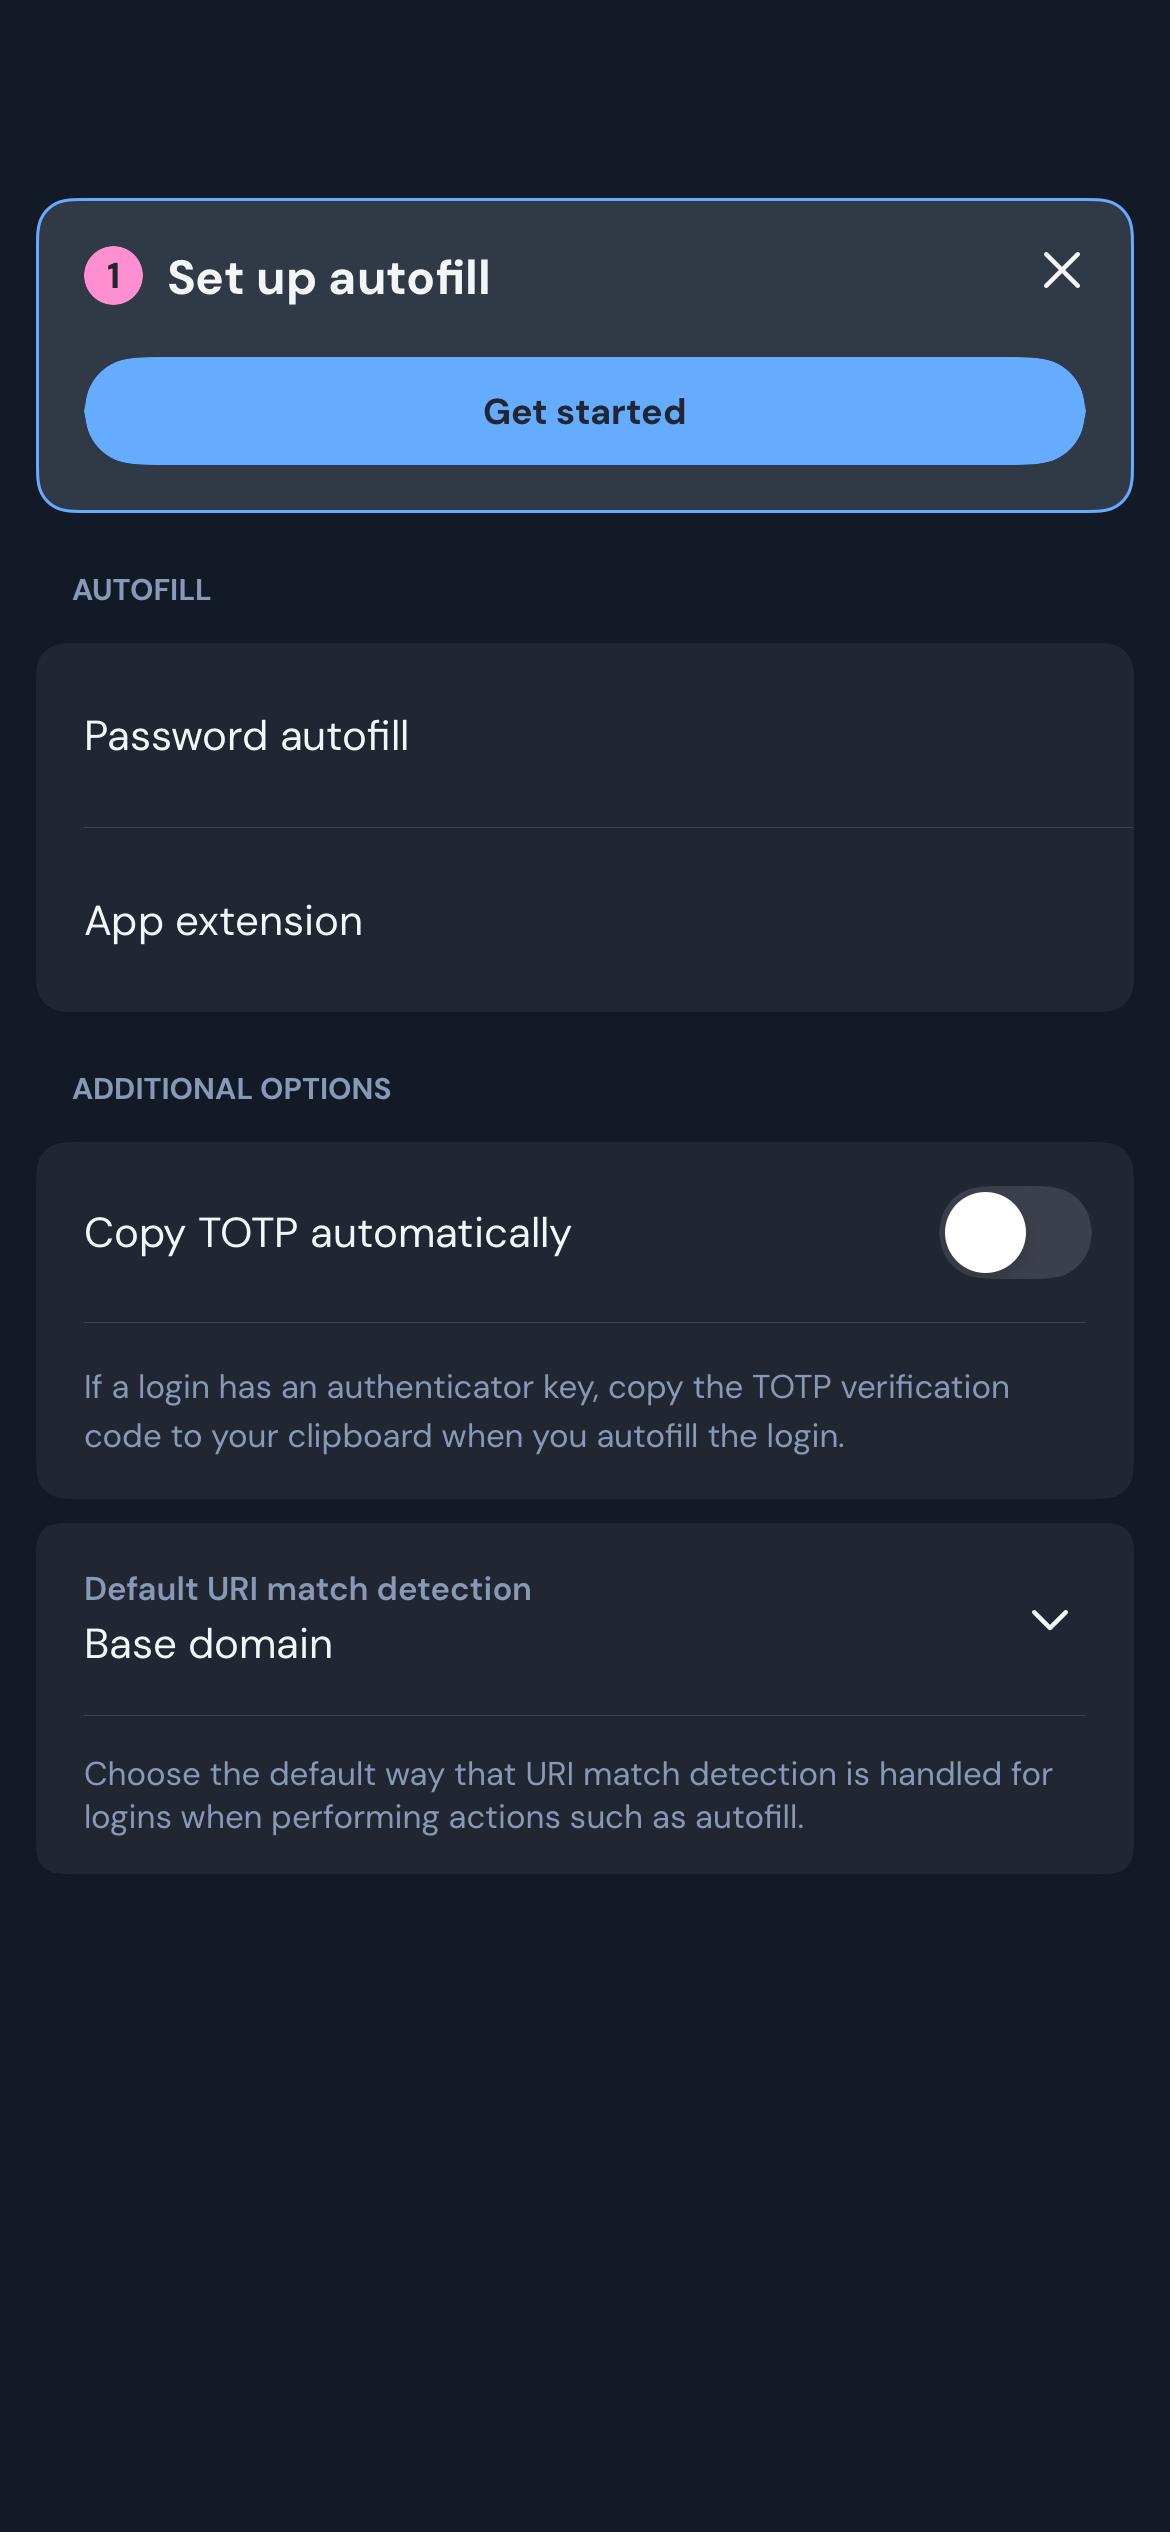 1 Set up autofill
Get started
AUTOFILL
Password autofill
App extension
ADDITIONAL OPTIONS
Copy TOTP automatically
If a login has an authenticator key, copy the TOTP verification
code to your clipboard when you autofill the login.
Default URI match detection
Base domain
Choose the default way that URI match detection is handled for
logins when performing actions such as autofill.